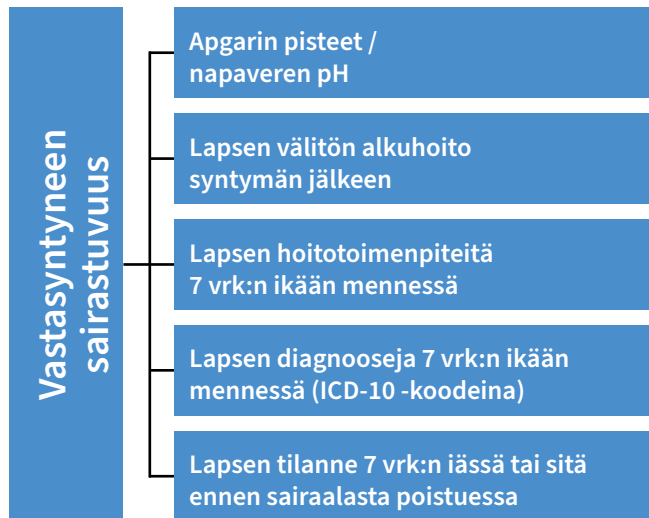 Vastasyntyneen
sairastuvuus
Apgarin pisteet /
napaveren pH
Lapsen välitön alkuhoito
syntymän jälkeen
Lapsen hoitotoimenpiteitä
7 vrk:n ikään mennessä
Lapsen diagnooseja 7 vrk:n ikään
mennessä (ICD-10 -koodeina)
Lapsen tilanne 7 vrk:n iässä tai sitä
ennen sairaalasta poistuessa